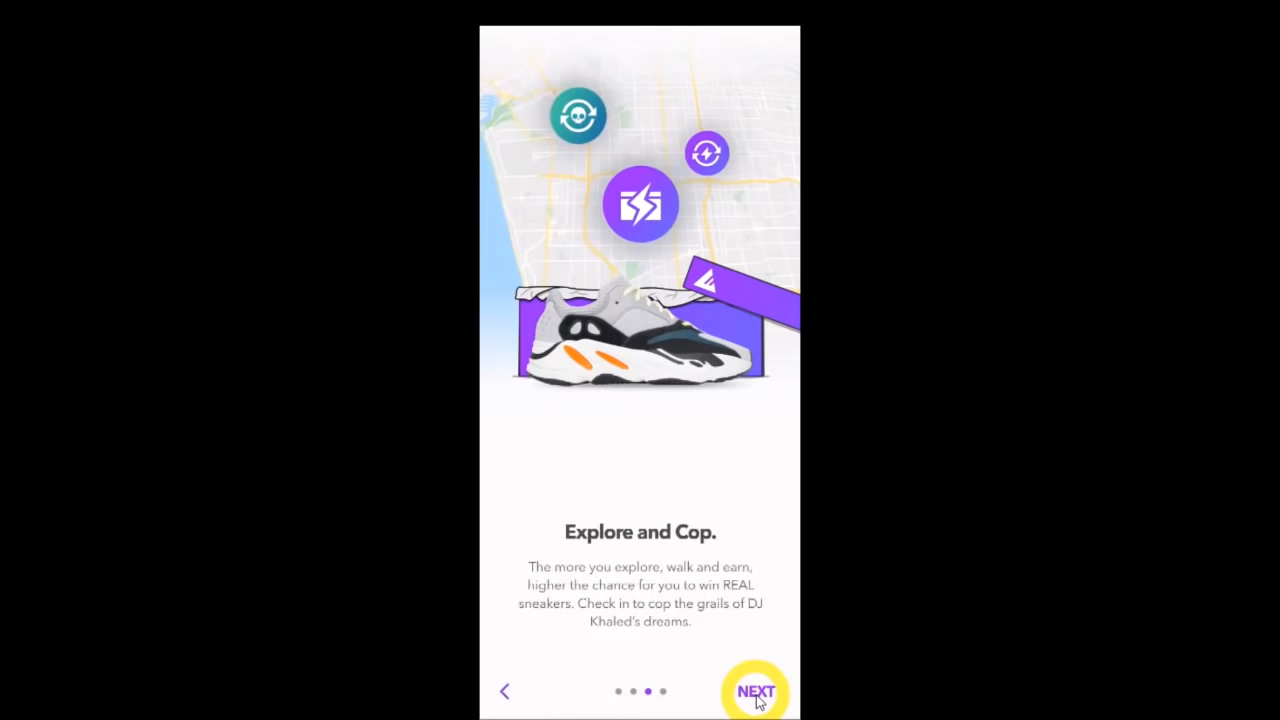 Explore and Cop.
The more you explore, walk and earn,
higher the chance for you to win REAL
sneakers. Check in to cop the grails of DJ
Khaled's dreams.
NEXT